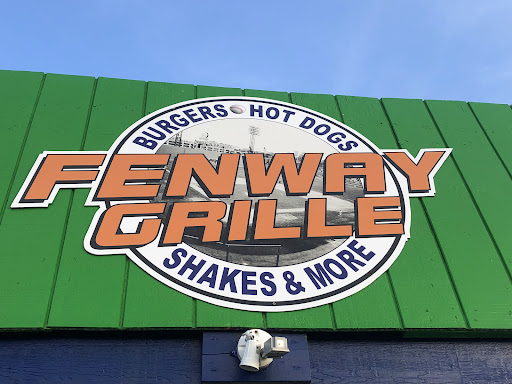 BURGERS HOT DOGS
FENWAY
GRILLE
SHAKES & MORE